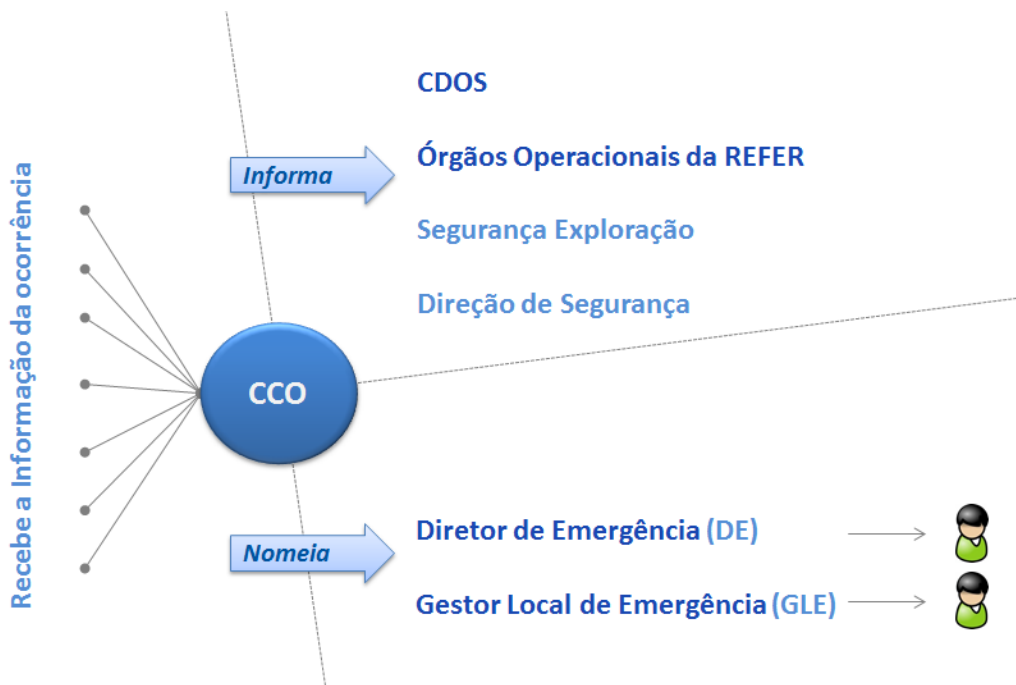 Recebe a Informação da ocorrência
CCO
Informa
CDOS
Órgãos Operacionais da REFER
Segurança Exploração
Direção de Segurança
Nomeia
Diretor de Emergência (DE)
Gestor Local de Emergência (GLE)